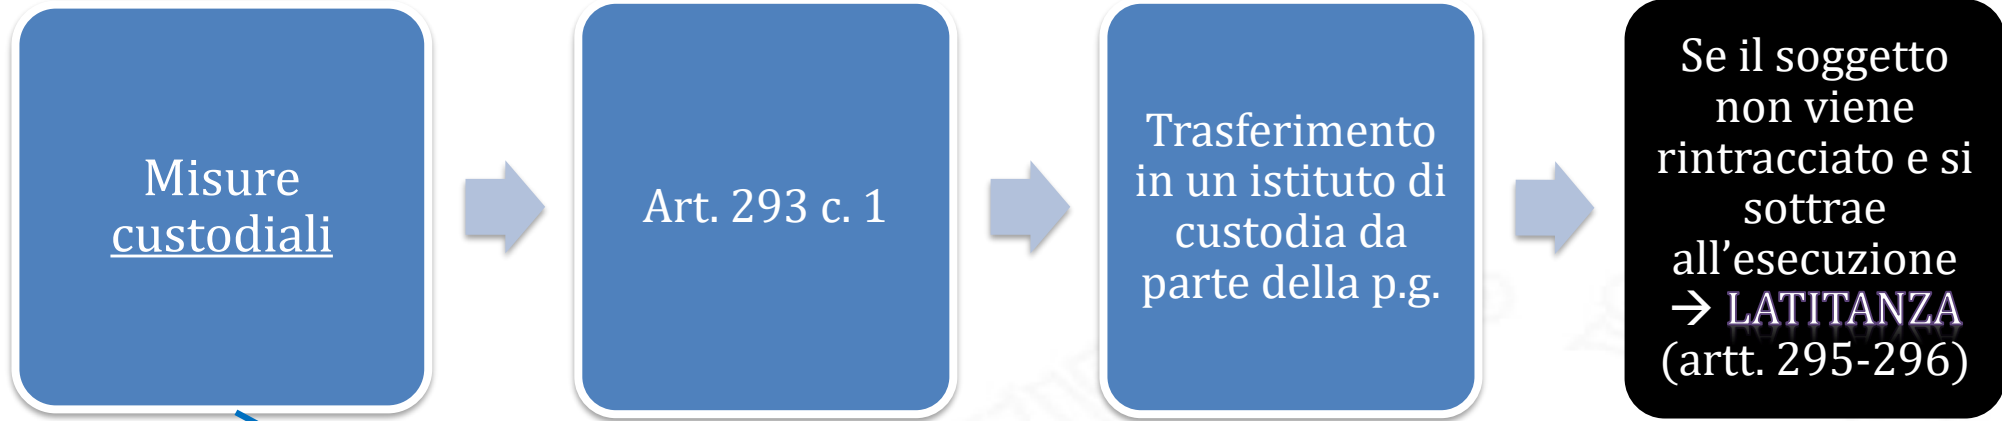 Misure
custodiali
Art. 293 c. 1
Trasferimento
in un istituto di
custodia da
parte della p.g.
Se il soggetto
non viene
rintracciato e si
sottrae
all’esecuzione
→ LATITANZA
(artt. 295-296)